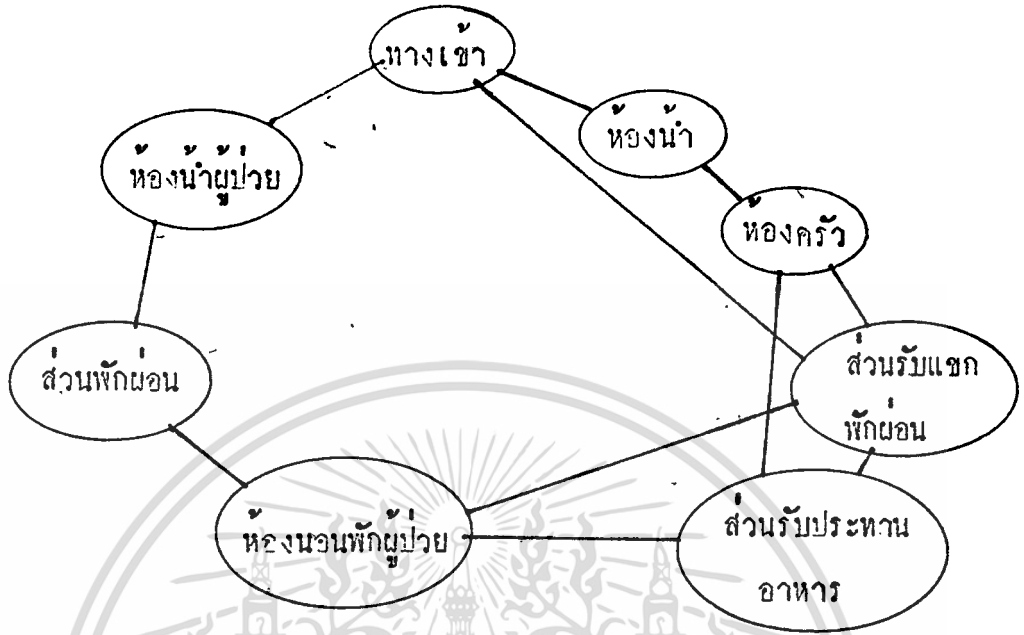 ทางเข้า
ห้องน้ำ
ห้องน้ำผู้ป่วย
ห้องครัว
ส่วนพักผ่อน
ส่วนรับแขก
พักผ่อน
ห้องนอนพักผู้ป่วย
ส่วนรับประทาน
อาหาร